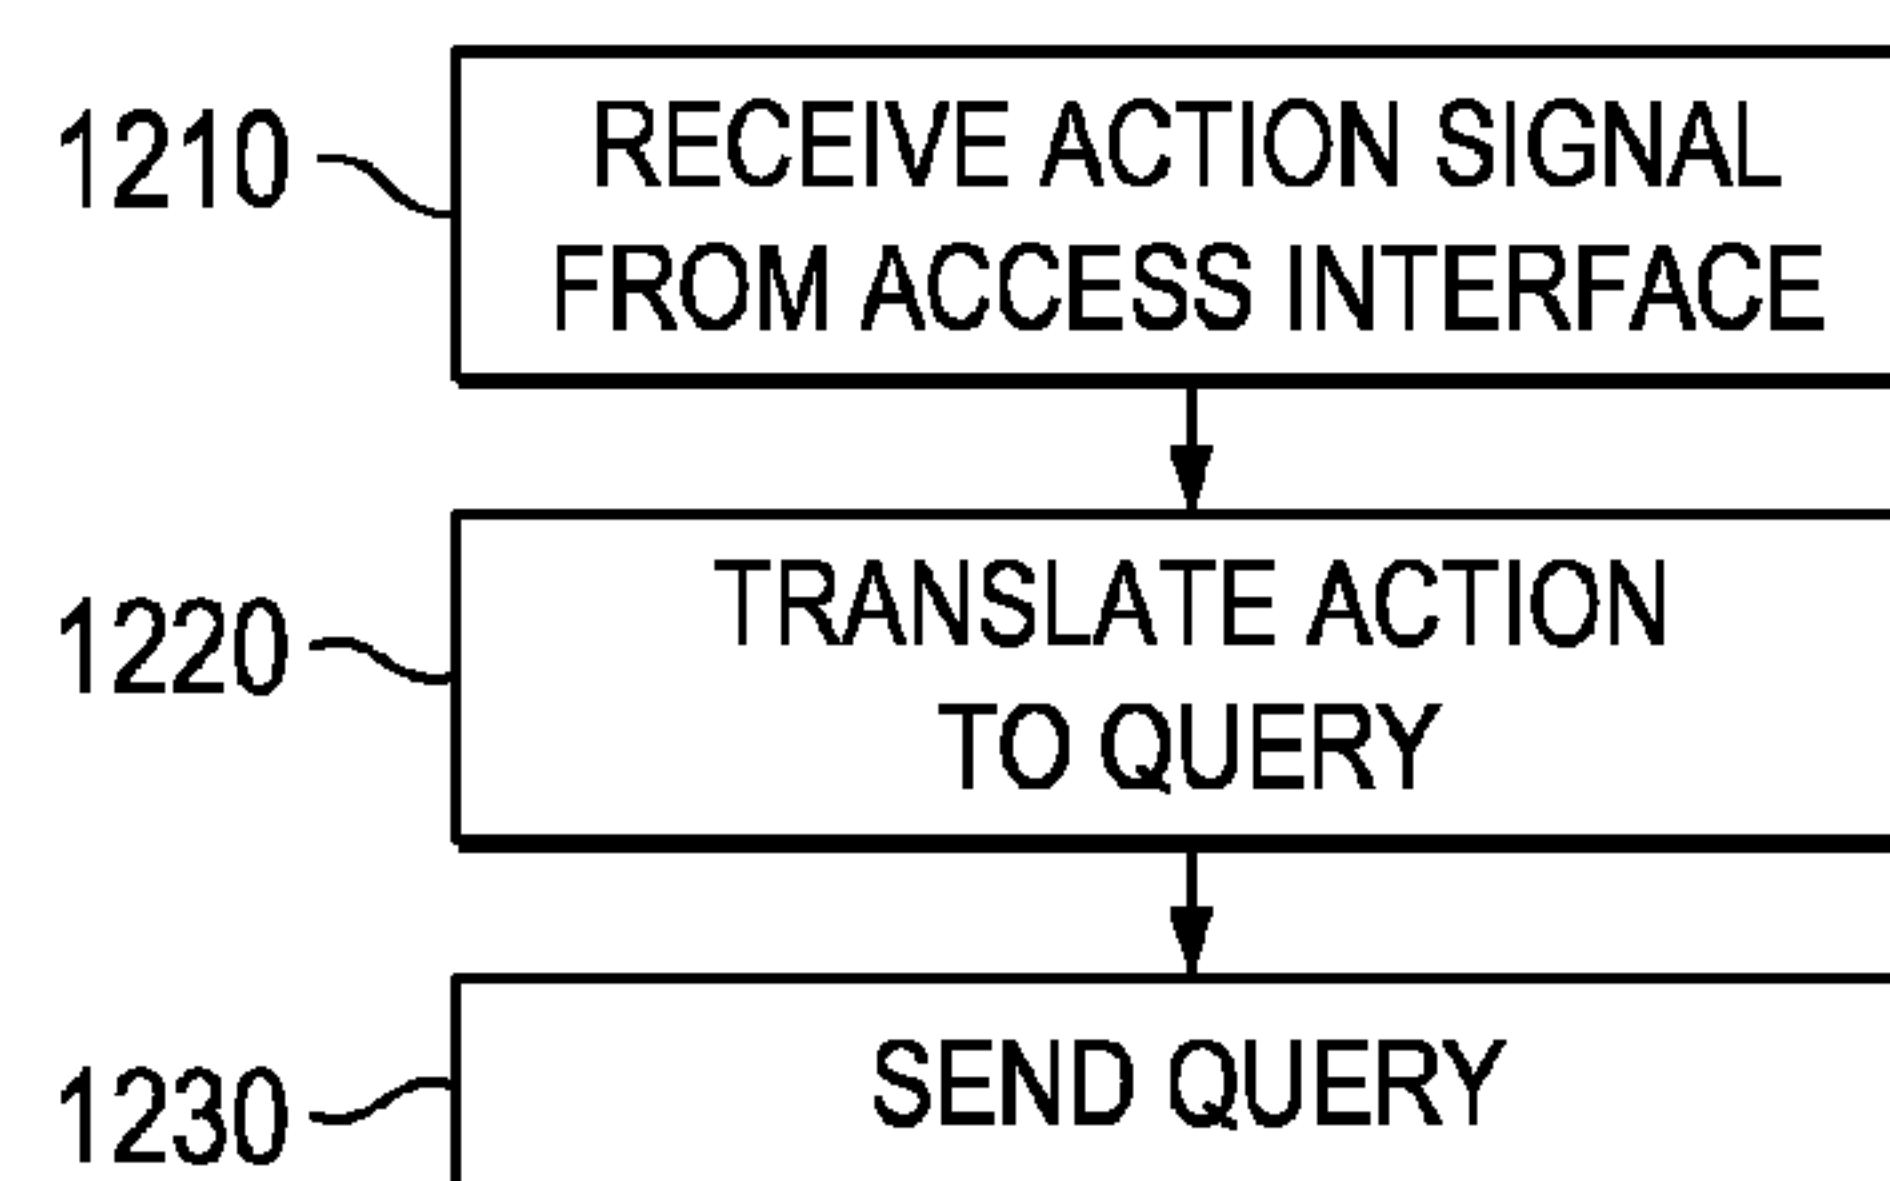 1210
RECEIVE ACTION SIGNAL
FROM ACCESS INTERFACE
1220
TRANSLATE ACTION
TO QUERY
1230
SEND QUERY